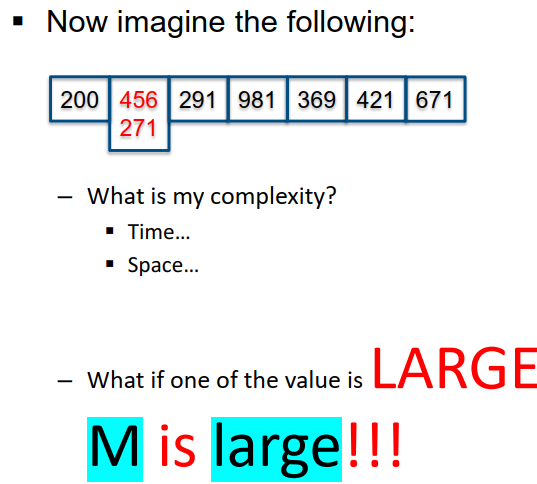 ▪ Now imagine the following:
200 456 291 981 369 421 671
271
– What is my complexity?
▪ Time...
▪ Space...
– What if one of the value is LARGE
M is large!!!